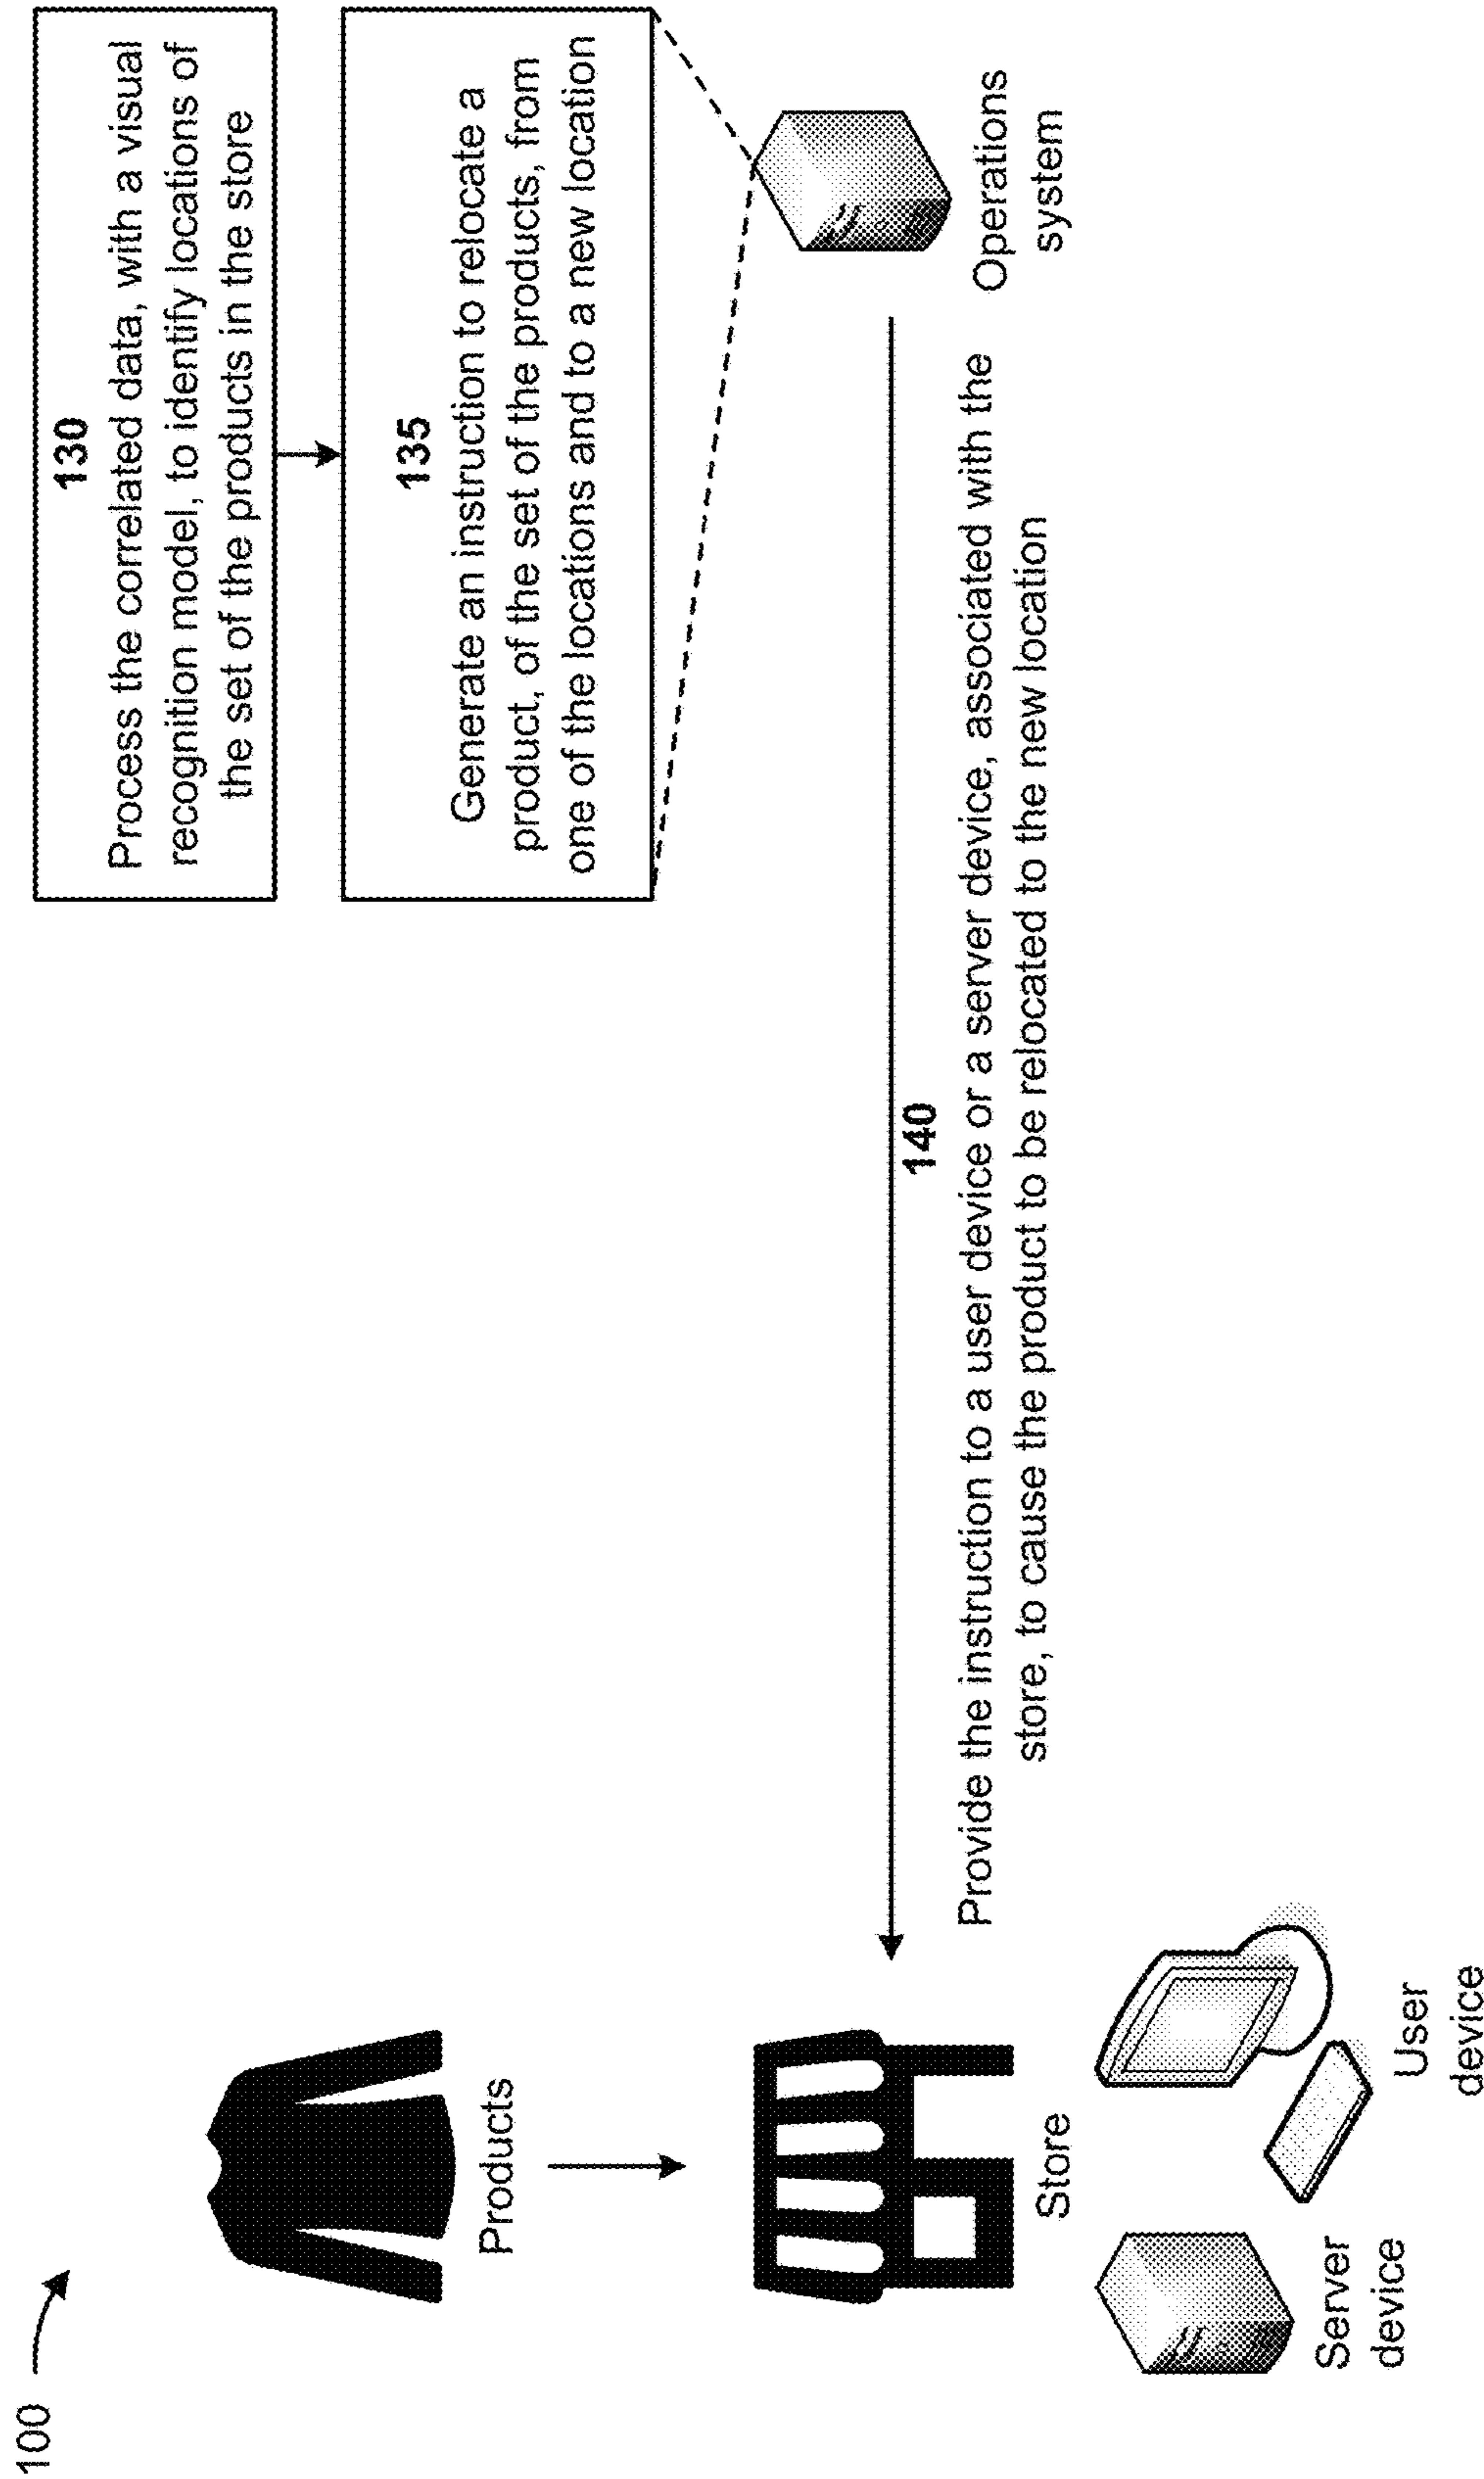 100
130
Process the correlated data, with a visual
recognition model, to identify locations of
the set of the products in the store
135
Generate an instruction to relocate a
product, of the set of the products, from
one of the locations and to a new location
Products
Operations
system
140
Provide the instruction to a user device or a server device, associated with the
store, to cause the product to be relocated to the new location
Store
Server
device
User
device